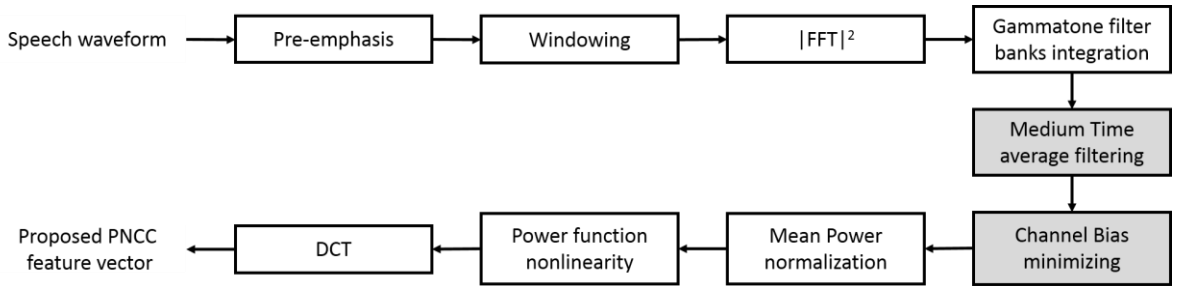 Speech waveform
Pre-emphasis
Windowing
|FFT|²
Gammatone filter
banks integration
Medium Time
average filtering
Channel Bias
minimizing
Mean Power
normalization
Power function
nonlinearity
DCT
Proposed PNCC
feature vector